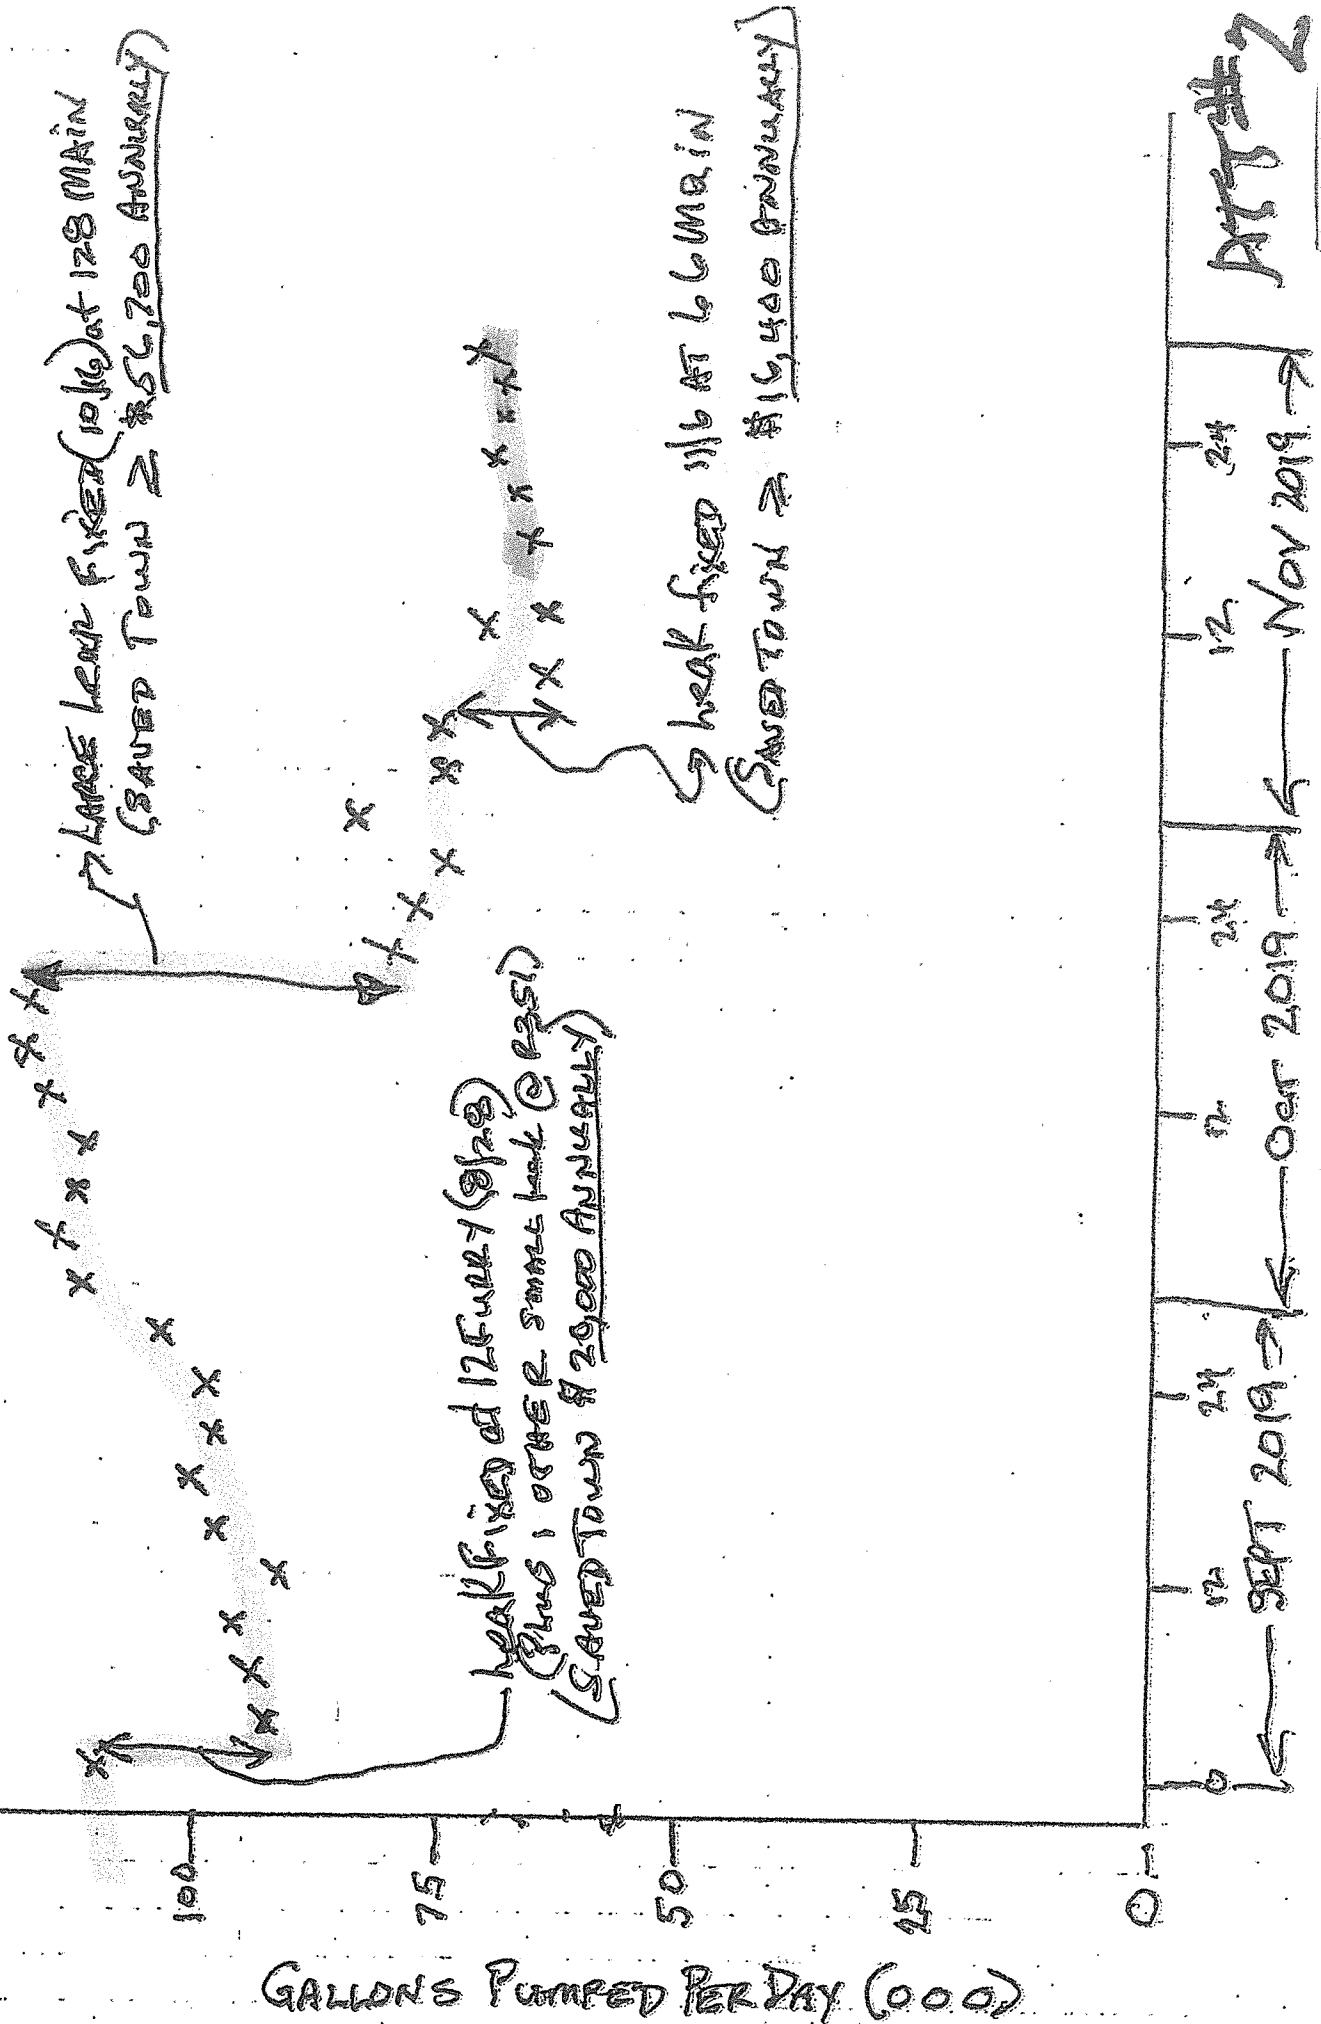 LARGE LEAK FIXED (10/16) at 128 MAIN
(SAVED TOWN ≥ $56,700 ANNUALLY)
Leak fixed 11/6 AT 66 MAIN
(SAVED TOWN ≥ $16,400 ANNUALLY)
Leak Fixed at 12 FURRY (8/28)
(PLUS 1 OTHER SMALL leak @ R351)
(SAVED TOWN $ 20,000 ANNUALLY)
GALLONS PUMPED PER DAY (000)
100
75
50
25
0
0 12 24 12 24 12 24
SEPT 2019 OCT 2019 NOV 2019
ATT #2